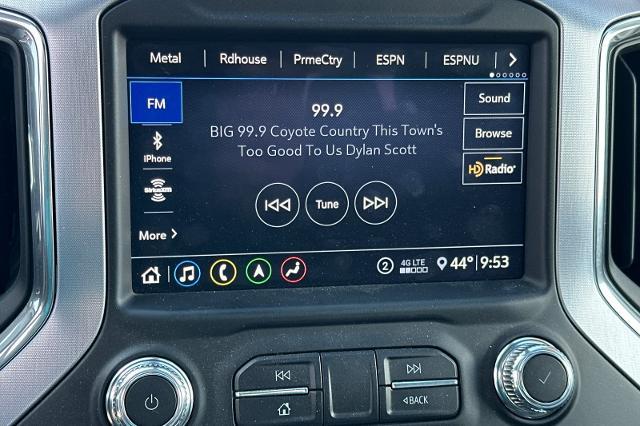 Metal Rdhouse PrmeCtry ESPN ESPNU
FM
iPhone
SiriusXM
More
99.9
BIG 99.9 Coyote Country This Town's
Too Good To Us Dylan Scott
Tune
Sound
Browse
HD Radio
2 4G LTE 44° 9:53
BACK